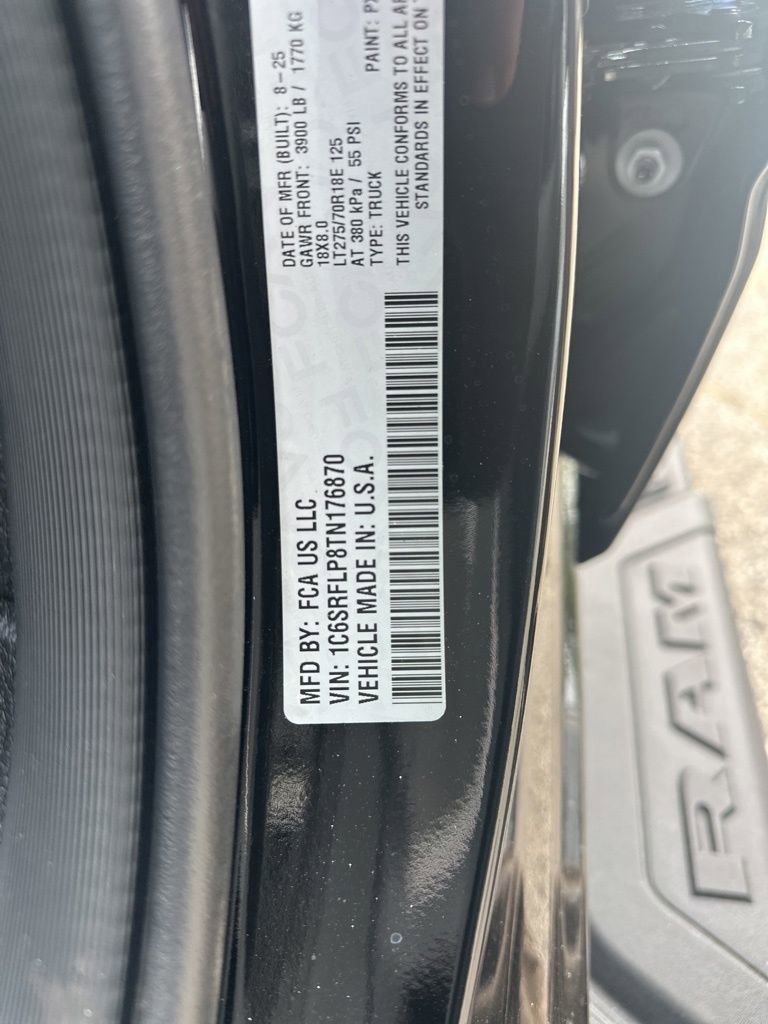 MFD BY: FCA US LLC
VIN: 1C6SRFLP8TN176870
VEHICLE MADE IN: U.S.A.
DATE OF MFR (BUILT): 8-25
GAWR FRONT: 3900 LB / 1770 KG
18X8.0
LT275/70R18E 125
AT 380 kPa / 55 PSI
TYPE: TRUCK
PAINT:
THIS VEHICLE CONFORMS TO ALL
STANDARDS IN EFFECT ON
RAM